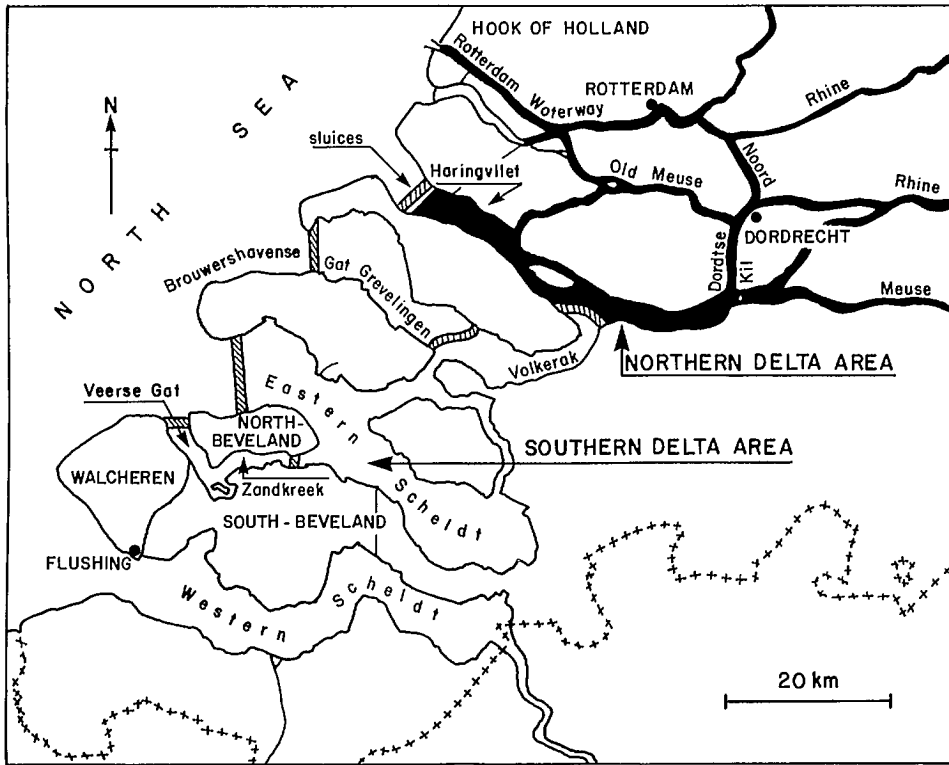 HOOK OF HOLLAND
Rotterdam
Woterway
ROTTERDAM
Rhine
N
NORTH SEA
sluices
Haringvliet
Old Meuse
Noord
Rhine
DORDRECHT
Dordtse
Kil
Meuse
Brouwershavense
Gat Grevelingen
Volkerak
NORTHERN DELTA AREA
Veerse Gat
Eastern
Scheldt
NORTH-
BEVELAND
SOUTHERN DELTA AREA
WALCHEREN
Zandkreek
SOUTH-BEVELAND
FLUSHING
Western
Scheldt
20 km